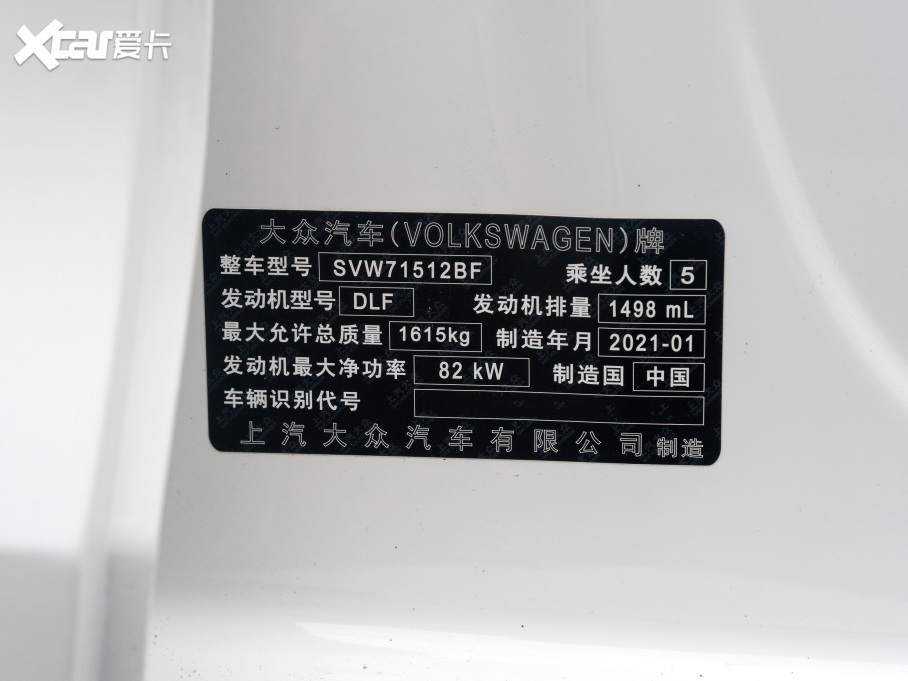 Xcar爱卡
大众汽车(VOLKSWAGEN)牌
整车型号 SVW71512BF 乘坐人数 5
发动机型号 DLF 发动机排量 1498 mL
最大允许总质量 1615kg 制造年月 2021-01
发动机最大净功率 82 kW 制造国 中国
车辆识别代号
上汽大众汽车有限公司 制造